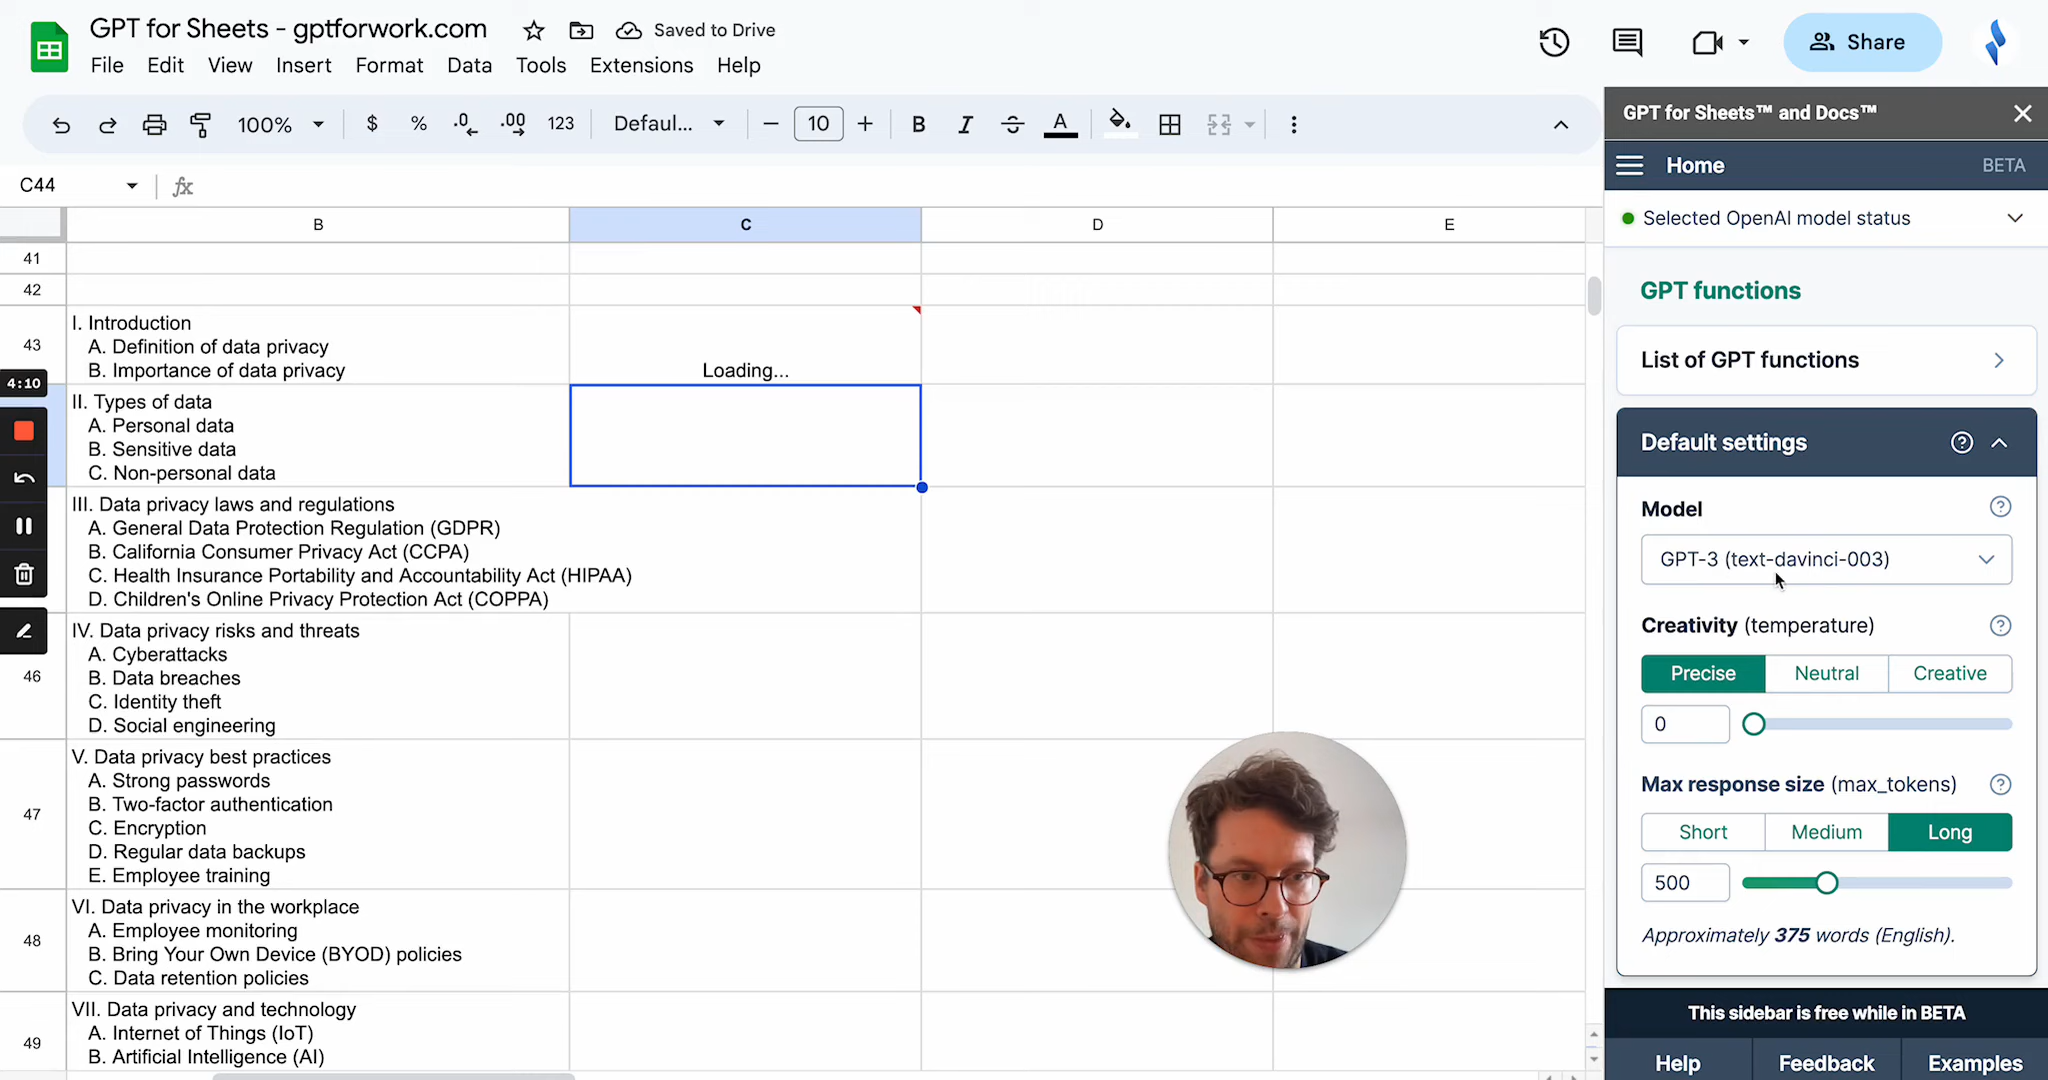 GPT for Sheets - gptforwork.com
Saved to Drive
File Edit View Insert Format Data Tools Extensions Help
Share
100% $ % .0 .00 123 Defaul... 10 B I A
C44
fx
B C D E
41
42
43
I. Introduction
A. Definition of data privacy
B. Importance of data privacy
Loading...
4:10
II. Types of data
A. Personal data
B. Sensitive data
C. Non-personal data
III. Data privacy laws and regulations
A. General Data Protection Regulation (GDPR)
B. California Consumer Privacy Act (CCPA)
C. Health Insurance Portability and Accountability Act (HIPAA)
D. Children's Online Privacy Protection Act (COPPA)
46
IV. Data privacy risks and threats
A. Cyberattacks
B. Data breaches
C. Identity theft
D. Social engineering
47
V. Data privacy best practices
A. Strong passwords
B. Two-factor authentication
C. Encryption
D. Regular data backups
E. Employee training
48
VI. Data privacy in the workplace
A. Employee monitoring
B. Bring Your Own Device (BYOD) policies
C. Data retention policies
49
VII. Data privacy and technology
A. Internet of Things (IoT)
B. Artificial Intelligence (AI)
GPT for Sheets™ and Docs™
Home BETA
Selected OpenAI model status
GPT functions
List of GPT functions
Default settings
Model
GPT-3 (text-davinci-003)
Creativity (temperature)
Precise Neutral Creative
0
Max response size (max_tokens)
Short Medium Long
500
Approximately 375 words (English).
This sidebar is free while in BETA
Help Feedback Examples